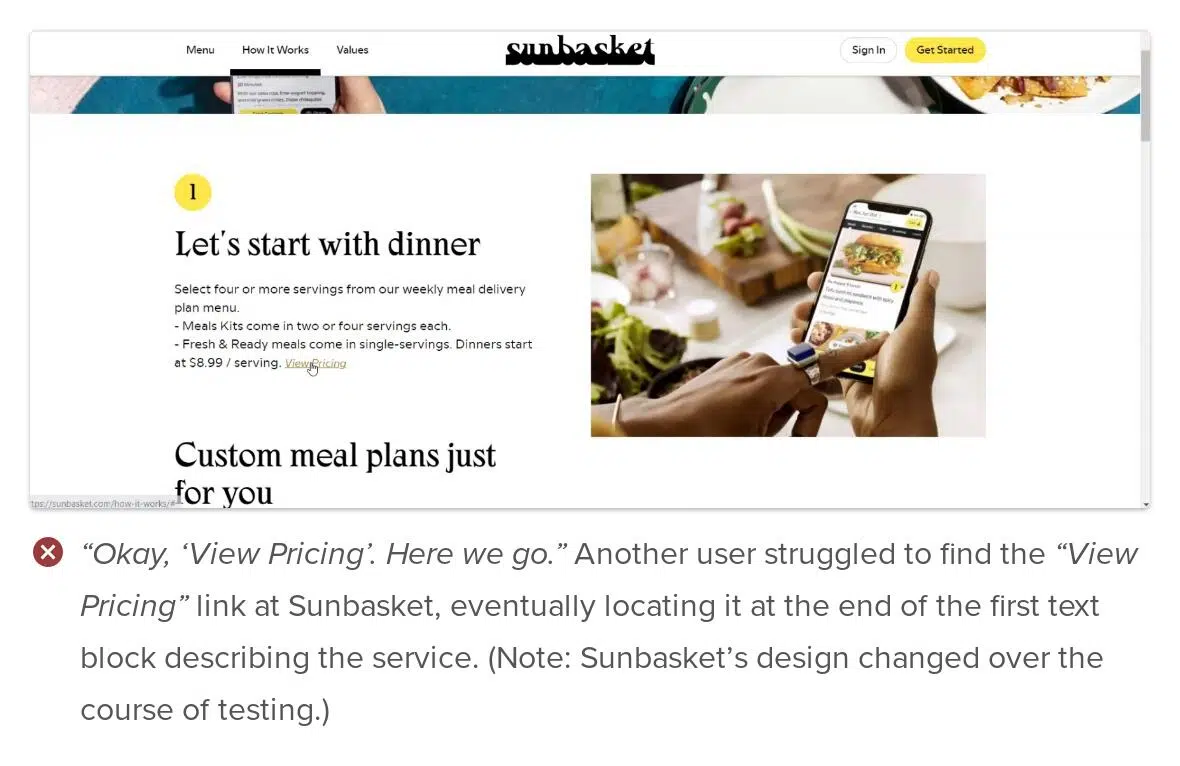 Menu How It Works Values sunbasket Sign In Get Started
1
Let's start with dinner
Select four or more servings from our weekly meal delivery
plan menu.
- Meals Kits come in two or four servings each.
- Fresh & Ready meals come in single-servings. Dinners start
at $8.99 / serving. View Pricing
Custom meal plans just
for you
tps://sunbasket.com/how-it-works/#
“Okay, ‘View Pricing’. Here we go.” Another user struggled to find the “View
Pricing” link at Sunbasket, eventually locating it at the end of the first text
block describing the service. (Note: Sunbasket’s design changed over the
course of testing.)